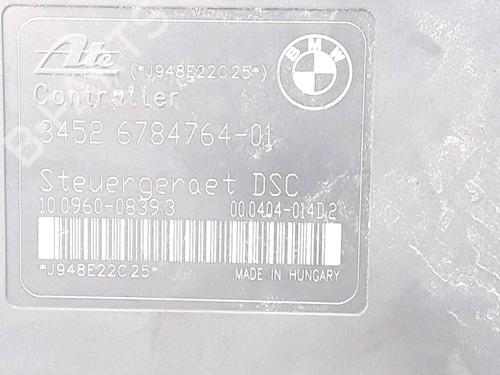 Ate
(*J948E22C25*)
BMW
Controller
3452 6784764-01
Steuergeraet DSC
10.0960-0839.3 00.0404-014D.2
*J948E22C25*
MADE IN HUNGARY